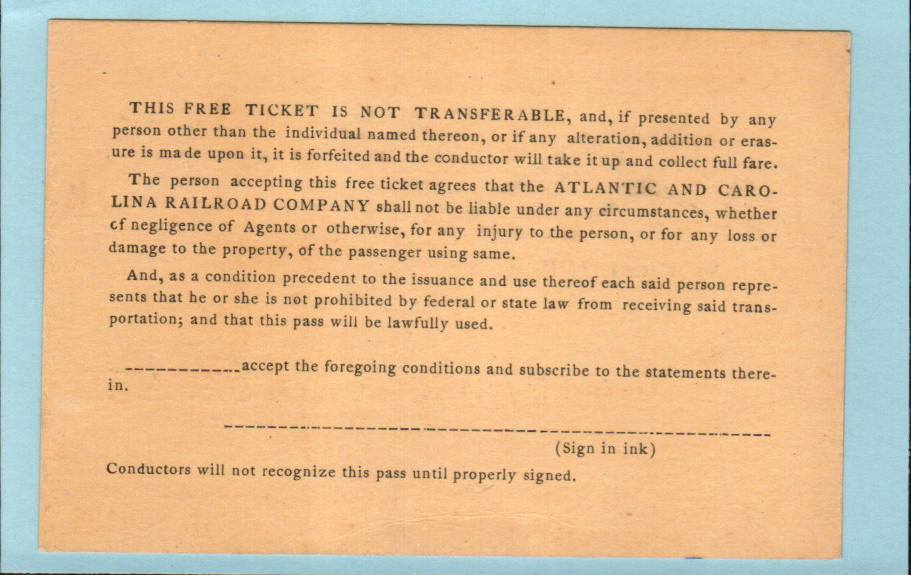 THIS FREE TICKET IS NOT TRANSFERABLE, and, if presented by any
person other than the individual named thereon, or if any alteration, addition or eras-
ure is made upon it, it is forfeited and the conductor will take it up and collect full fare.
The person accepting this free ticket agrees that the ATLANTIC AND CARO-
LINA RAILROAD COMPANY shall not be liable under any circumstances, whether
cf negligence of Agents or otherwise, for any injury to the person, or for any loss or
damage to the property, of the passenger using same.
And, as a condition precedent to the issuance and use thereof each said person repre-
sents that he or she is not prohibited by federal or state law from receiving said trans-
portation; and that this pass will be lawfully used.
____________accept the foregoing conditions and subscribe to the statements there-
in.
(Sign in ink)
Conductors will not recognize this pass until properly signed.